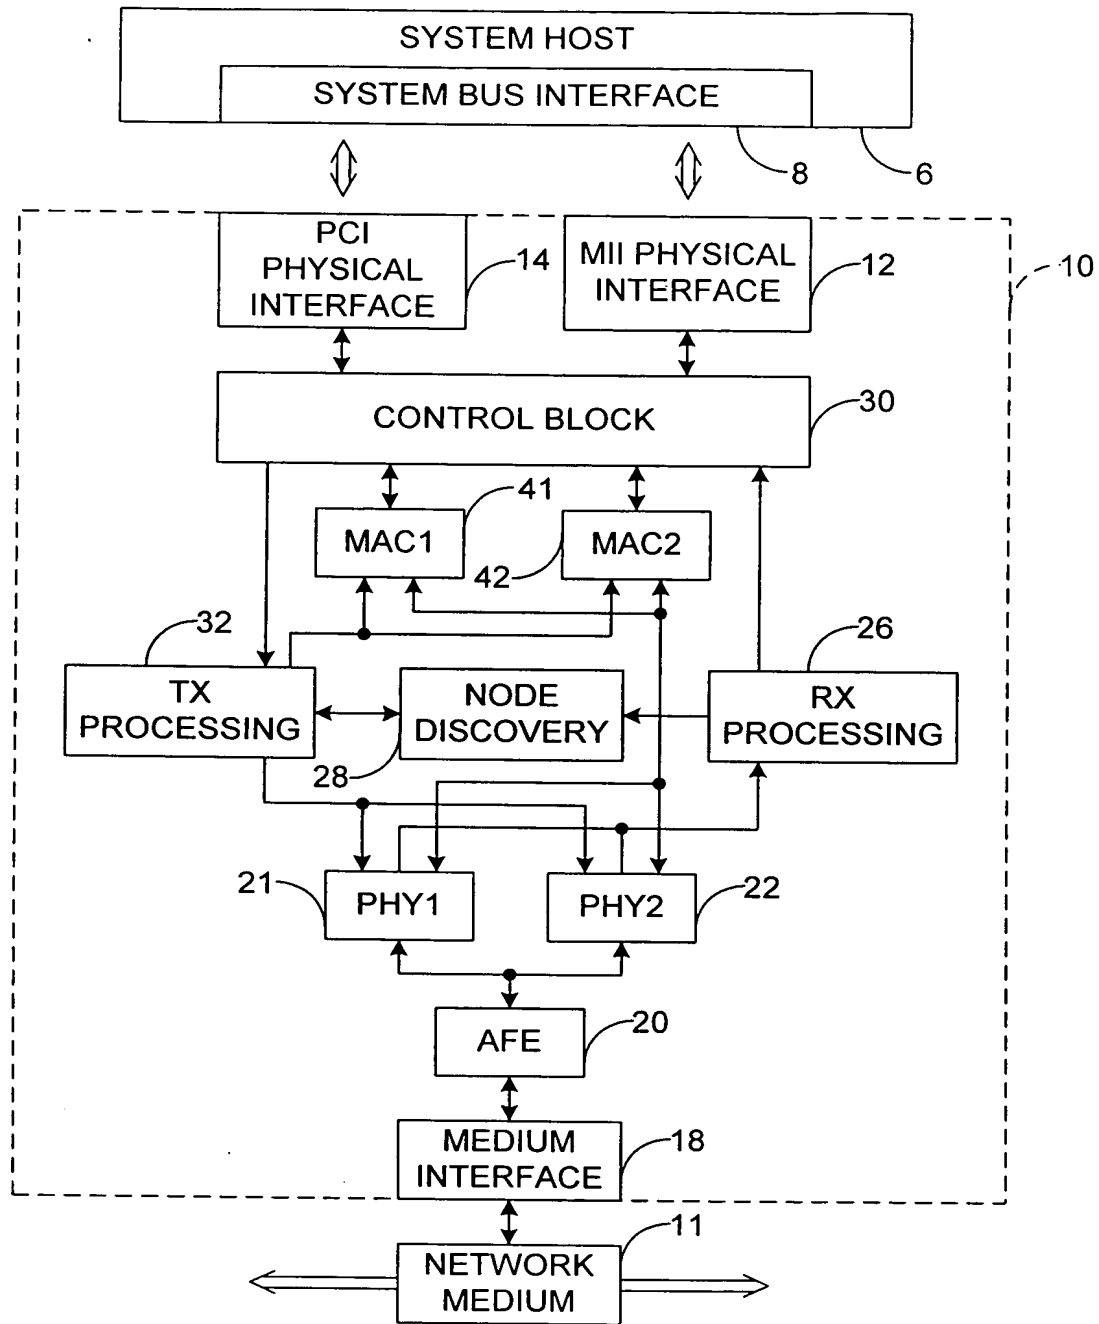 SYSTEM HOST
SYSTEM BUS INTERFACE
8
6
PCI
PHYSICAL
INTERFACE
14
MII PHYSICAL
INTERFACE
12
10
CONTROL BLOCK
30
41
MAC1
MAC2
42
32
26
TX
PROCESSING
NODE
DISCOVERY
RX
PROCESSING
28
21
PHY1
PHY2
22
AFE
20
MEDIUM
INTERFACE
18
11
NETWORK
MEDIUM